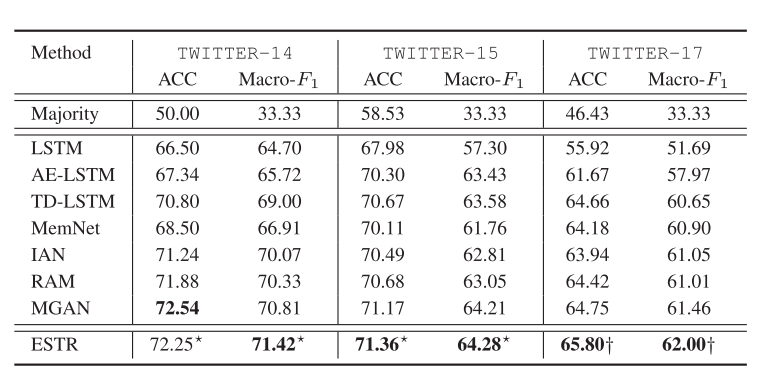 Method TWITTER-14 TWITTER-15 TWITTER-17
ACC Macro-F1 ACC Macro-F1 ACC Macro-F1
Majority 50.00 33.33 58.53 33.33 46.43 33.33
LSTM 66.50 64.70 67.98 57.30 55.92 51.69
AE-LSTM 67.34 65.72 70.30 63.43 61.67 57.97
TD-LSTM 70.80 69.00 70.67 63.58 64.66 60.65
MemNet 68.50 66.91 70.11 61.76 64.18 60.90
IAN 71.24 70.07 70.49 62.81 63.94 61.05
RAM 71.88 70.33 70.68 63.05 64.42 61.01
MGAN 72.54 70.81 71.17 64.21 64.75 61.46
ESTR 72.25⋆ 71.42⋆ 71.36⋆ 64.28⋆ 65.80† 62.00†